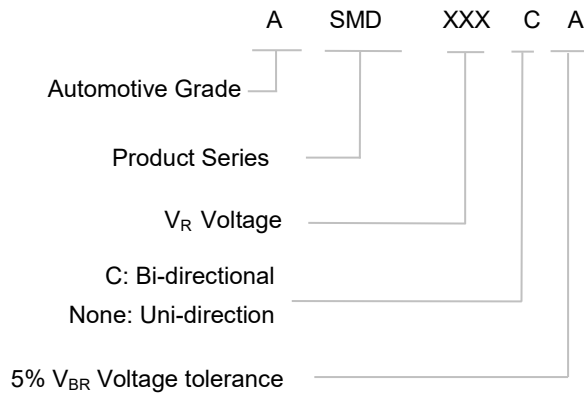 A SMD XXX C A
Automotive Grade
Product Series
VR Voltage
C: Bi-directional
None: Uni-direction
5% VBR Voltage tolerance